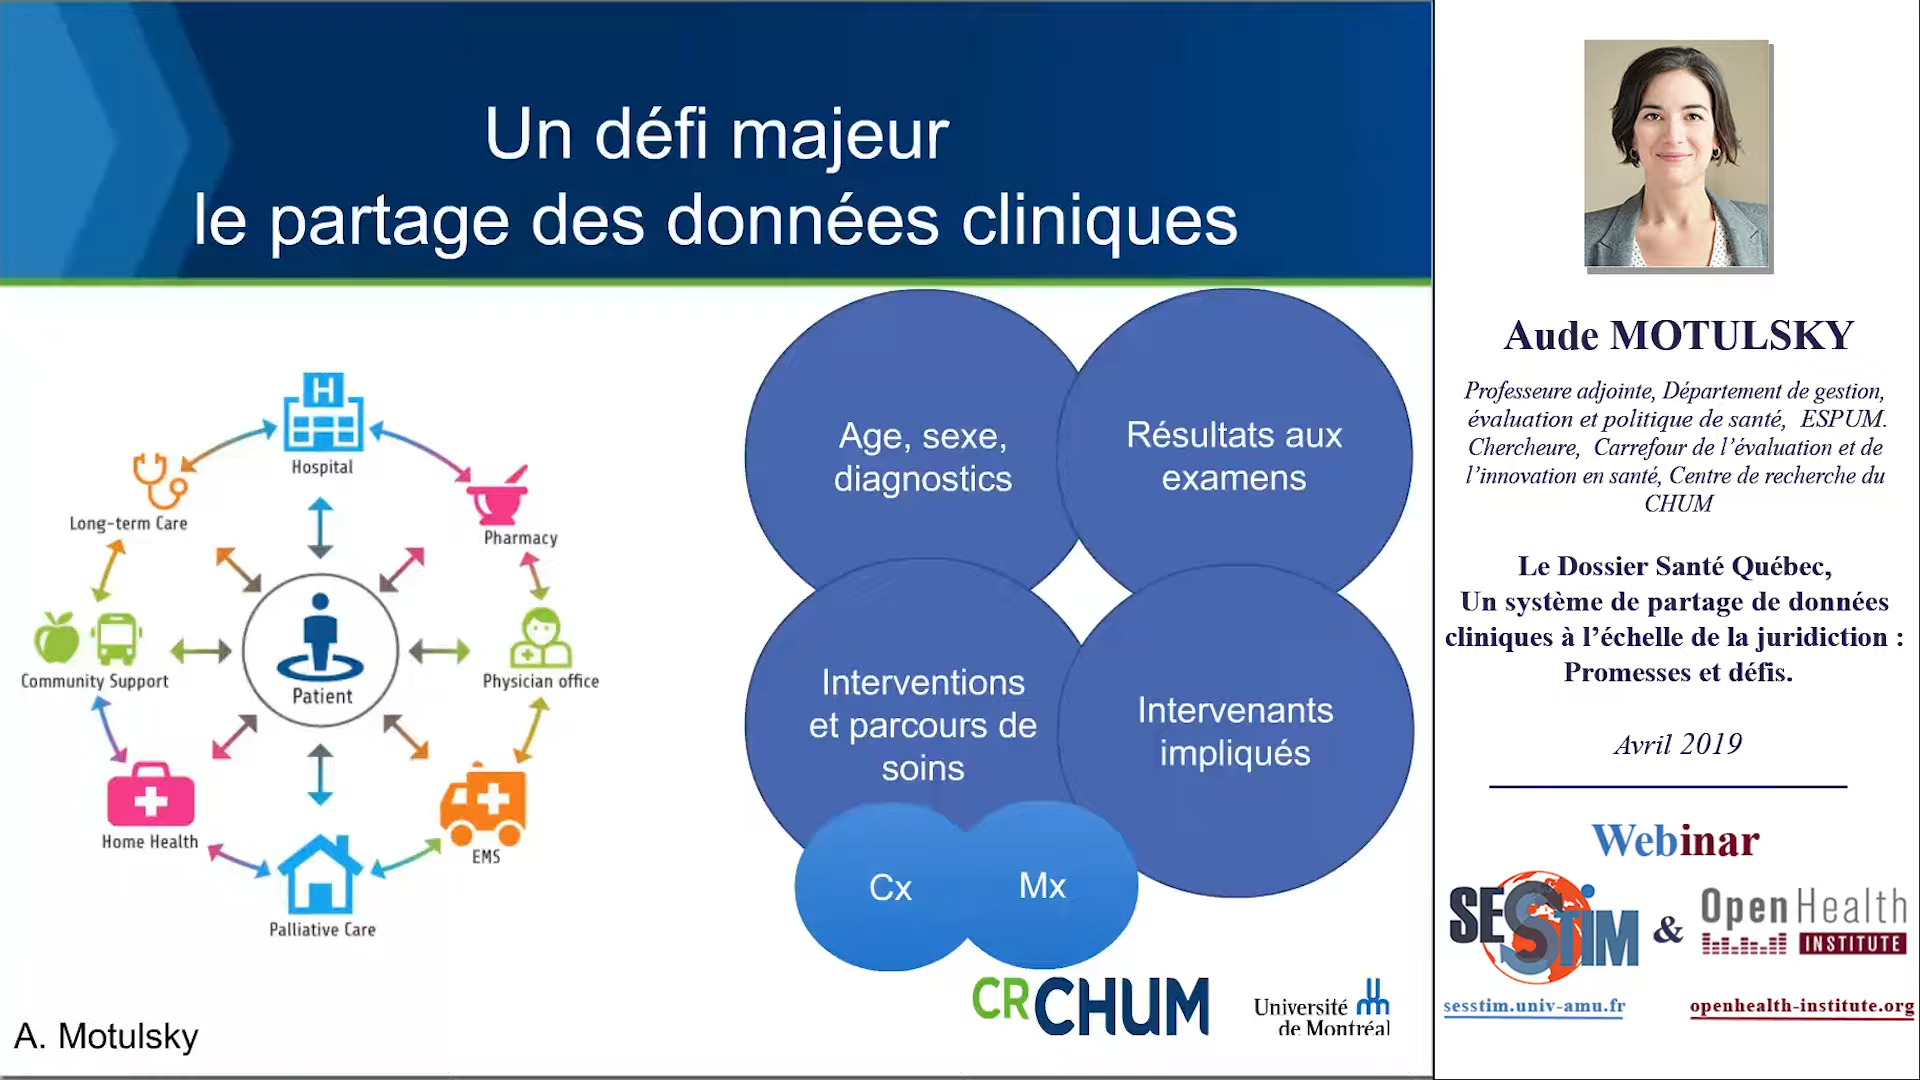 Un défi majeur
le partage des données cliniques
H
Hospital
Long-term Care
Pharmacy
Community Support
Patient
Physician office
Home Health
EMS
Palliative Care
Age, sexe,
diagnostics
Résultats aux
examens
Interventions
et parcours de
soins
Intervenants
impliqués
Cx
Mx
CRCHUM
Université
de Montréal
A. Motulsky
Aude MOTULSKY
Professeure adjointe, Département de gestion,
évaluation et politique de santé, ESPUM.
Chercheure, Carrefour de l’évaluation et de
l’innovation en santé, Centre de recherche du
CHUM
Le Dossier Santé Québec,
Un système de partage de données
cliniques à l’échelle de la juridiction :
Promesses et défis.
Avril 2019
Webinar
SESSTIM
&
Open Health
INSTITUTE
sesstim.univ-amu.fr
openhealth-institute.org